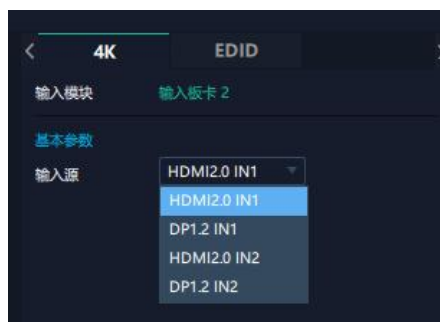 4K EDID
输入模块 输入板卡 2
基本参数
输入源 HDMI2.0 IN1
HDMI2.0 IN1
DP1.2 IN1
HDMI2.0 IN2
DP1.2 IN2